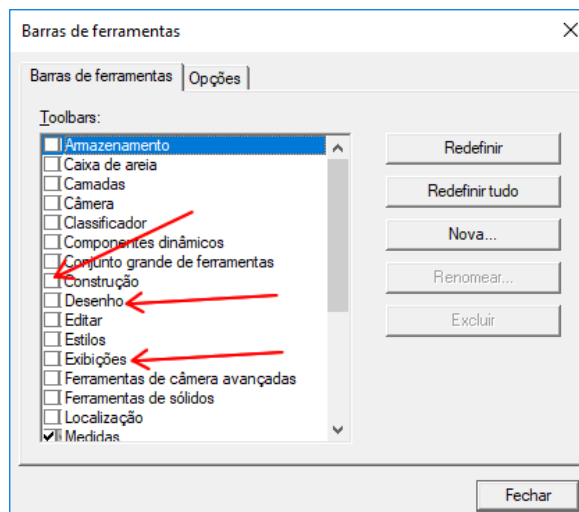 Barras de ferramentas
Barras de ferramentas Opções
Toolbars:
Armazenamento
Caixa de areia
Camadas
Câmera
Classificador
Componentes dinâmicos
Conjunto grande de ferramentas
Construção
Desenho
Editar
Estilos
Exibições
Ferramentas de câmera avançadas
Ferramentas de sólidos
Localização
Medidas
Redefinir
Redefinir tudo
Nova...
Renomear...
Excluir
Fechar